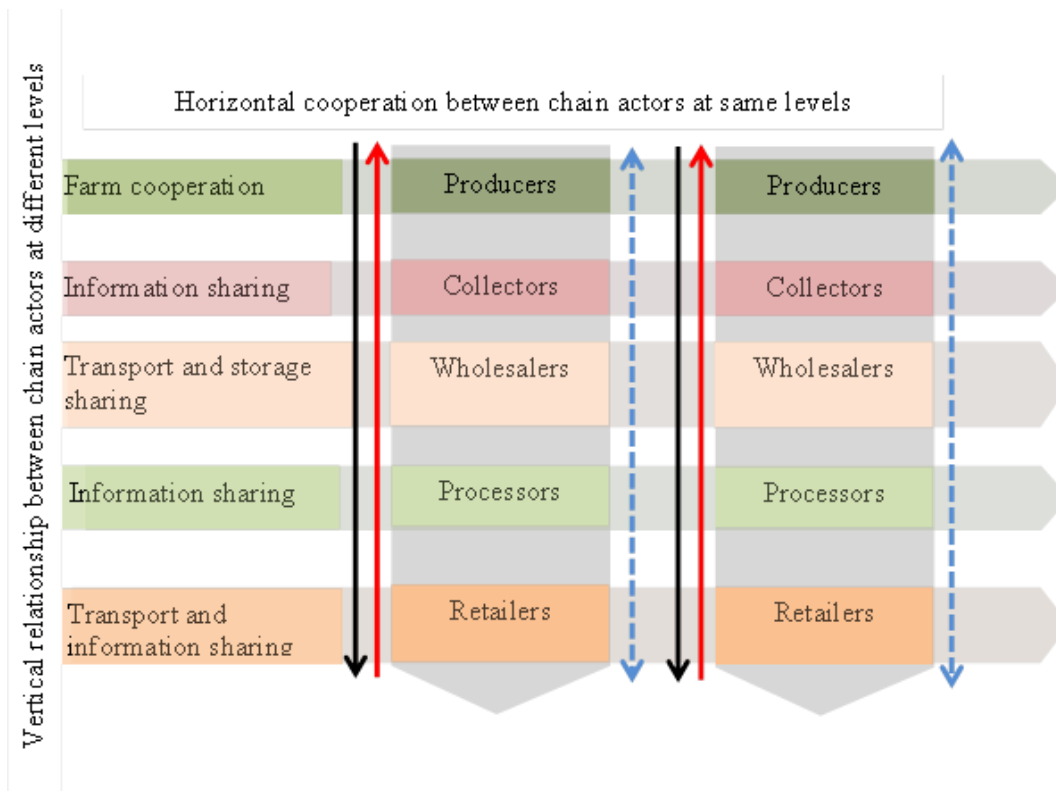 Vertical relationship between chain actors at different levels
Horizontal cooperation between chain actors at same levels
Farm cooperation
Producers
Producers
Information sharing
Collectors
Collectors
Transport and storage
sharing
Wholesalers
Wholesalers
Information sharing
Processors
Processors
Transport and
information sharing
Retailers
Retailers